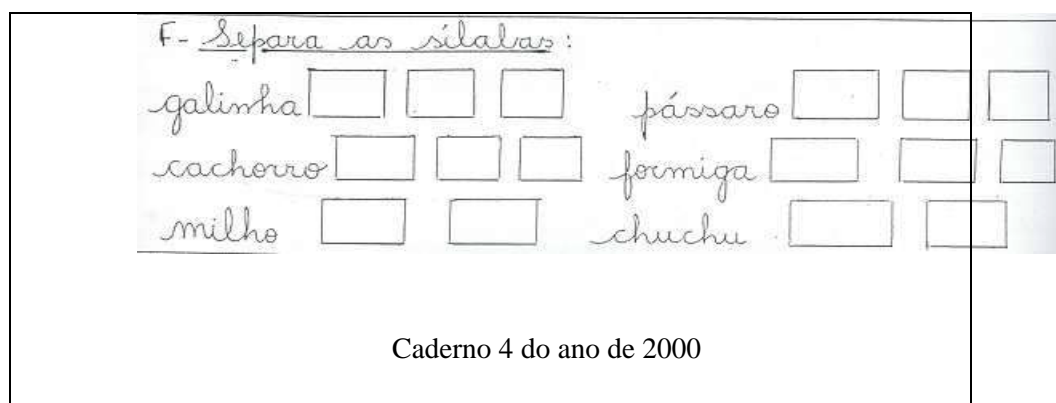 F- Separa as sílabas:
galinha pássaro
cachorro formiga
milho chuchu
Caderno 4 do ano de 2000